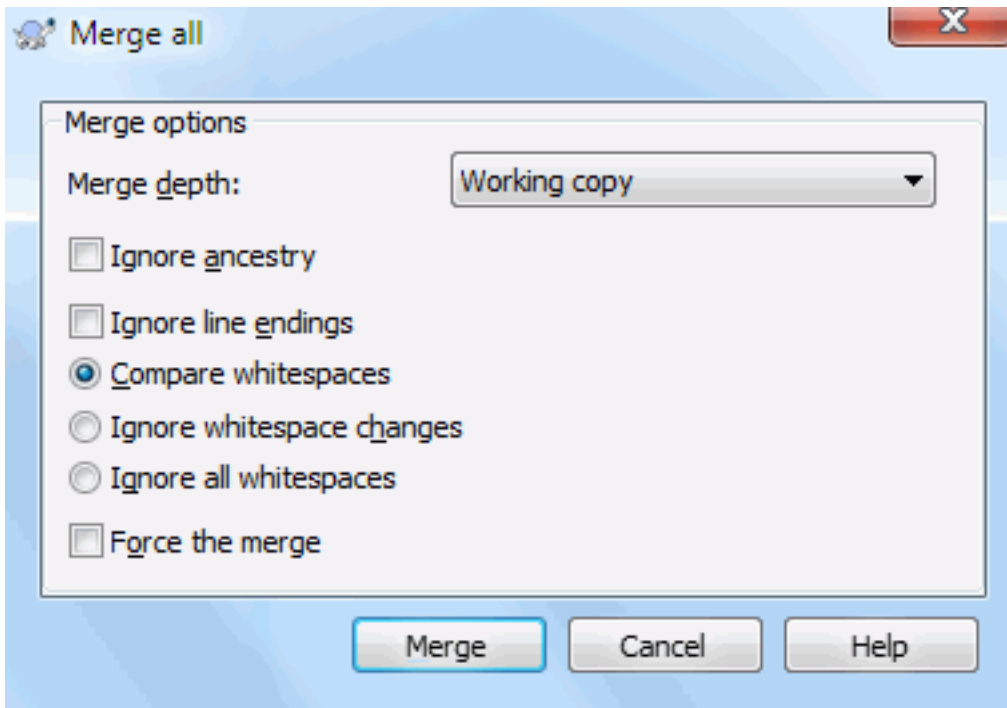 Merge all
Merge options
Merge depth: Working copy
Ignore ancestry
Ignore line endings
Compare whitespaces
Ignore whitespace changes
Ignore all whitespaces
Force the merge
Merge Cancel Help